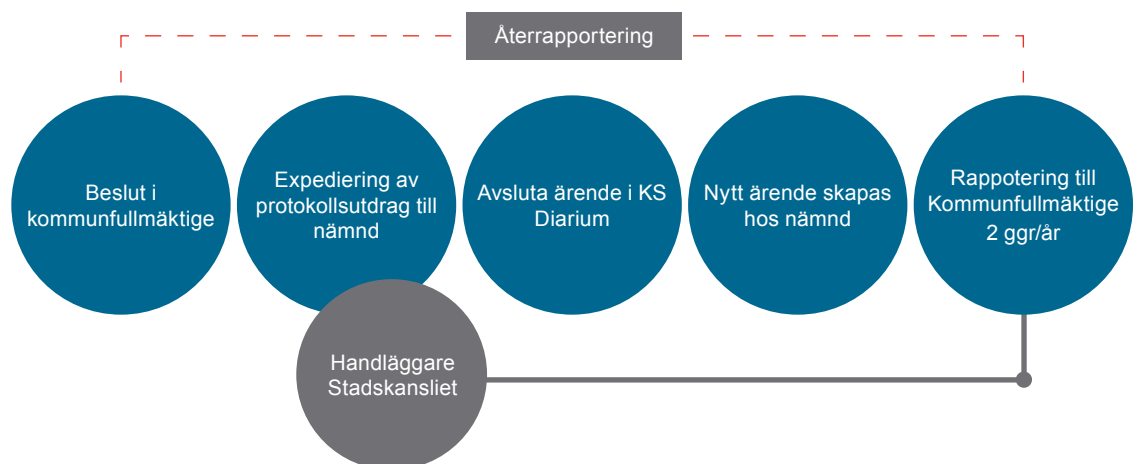 Återrapportering
Beslut i
kommunfullmäktige
Expediering av
protokollsutdrag till
nämnd
Avsluta ärende i KS
Diarium
Nytt ärende skapas
hos nämnd
Rappotering till
Kommunfullmäktige
2 ggr/år
Handläggare
Stadskansliet